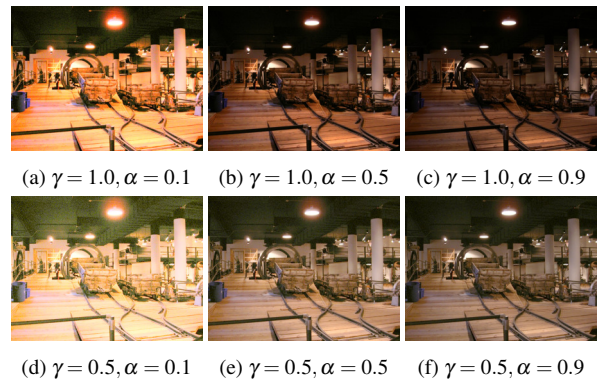 (a) γ = 1.0, α = 0.1 (b) γ = 1.0, α = 0.5 (c) γ = 1.0, α = 0.9
(d) γ = 0.5, α = 0.1 (e) γ = 0.5, α = 0.5 (f) γ = 0.5, α = 0.9